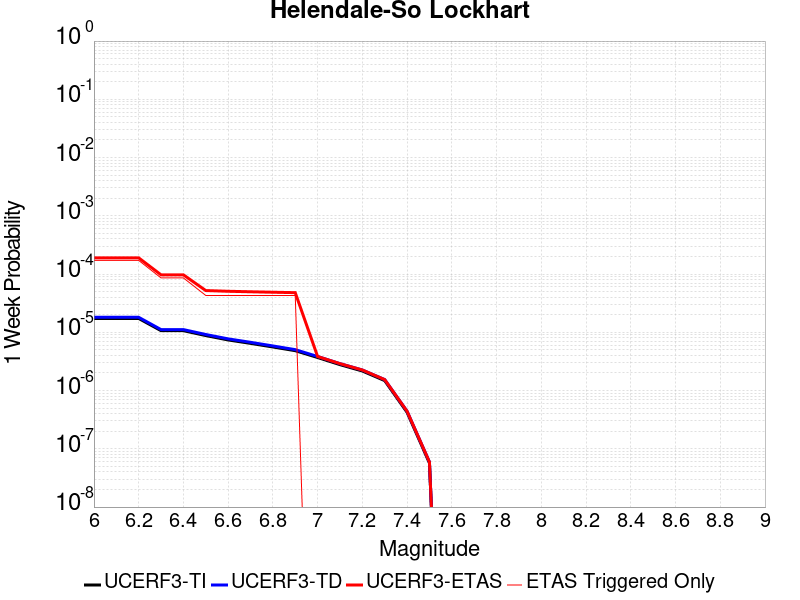 Helendale-So Lockhart
1 Week Probability
10^0
10^-1
10^-2
10^-3
10^-4
10^-5
10^-6
10^-7
10^-8
6 6.2 6.4 6.6 6.8 7 7.2 7.4 7.6 7.8 8 8.2 8.4 8.6 8.8 9
Magnitude
UCERF3-TI UCERF3-TD UCERF3-ETAS ETAS Triggered Only